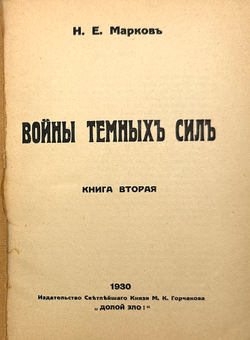 Н. Е. Марковъ
ВОЙНЫ ТЕМНЫХЪ СИЛЪ
КНИГА ВТОРАЯ
1930
Издательство Свѣтлѣйшаго Князя М. К. Горчакова
„ДОЛОЙ ЗЛО!"